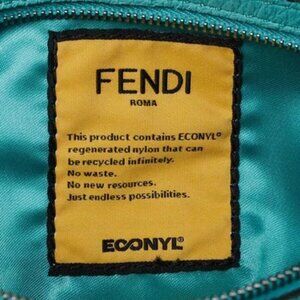 FENDI
ROMA
This product contains ECONYL®
regenerated nylon that can
be recycled infinitely.
No waste.
No new resources.
Just endless possibilities.
ECONYL®